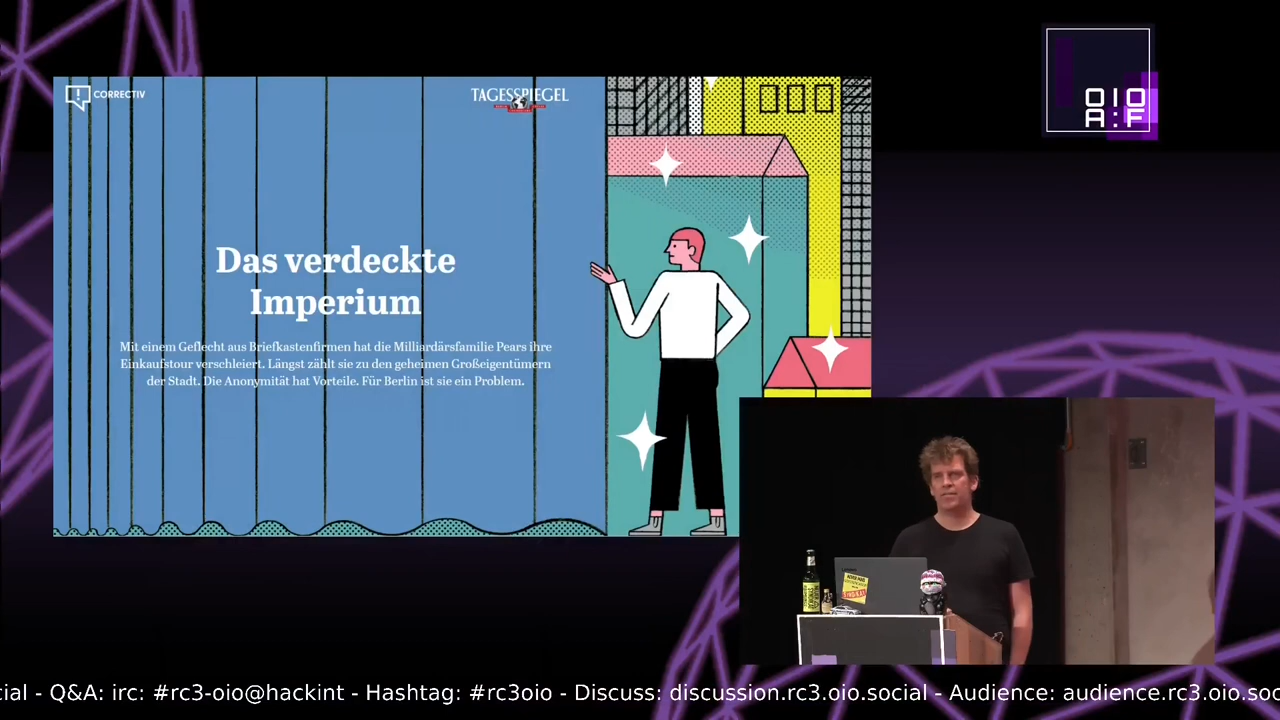 CORRECTIV
TAGESSPIEGEL
OIO
A:F
Das verdeckte
Imperium
Mit einem Geflecht aus Briefkastenfirmen hat die Milliardärsfamilie Pears ihre
Einkaufstour verschleiert. Längst zählt sie zu den geheimen Großeigentümern
der Stadt. Die Anonymität hat Vorteile. Für Berlin ist sie ein Problem.
cial - Q&A: irc: #rc3-oio@hackint - Hashtag: #rc3oio - Discuss: discussion.rc3.oio.social - Audience: audience.rc3.oio.soc